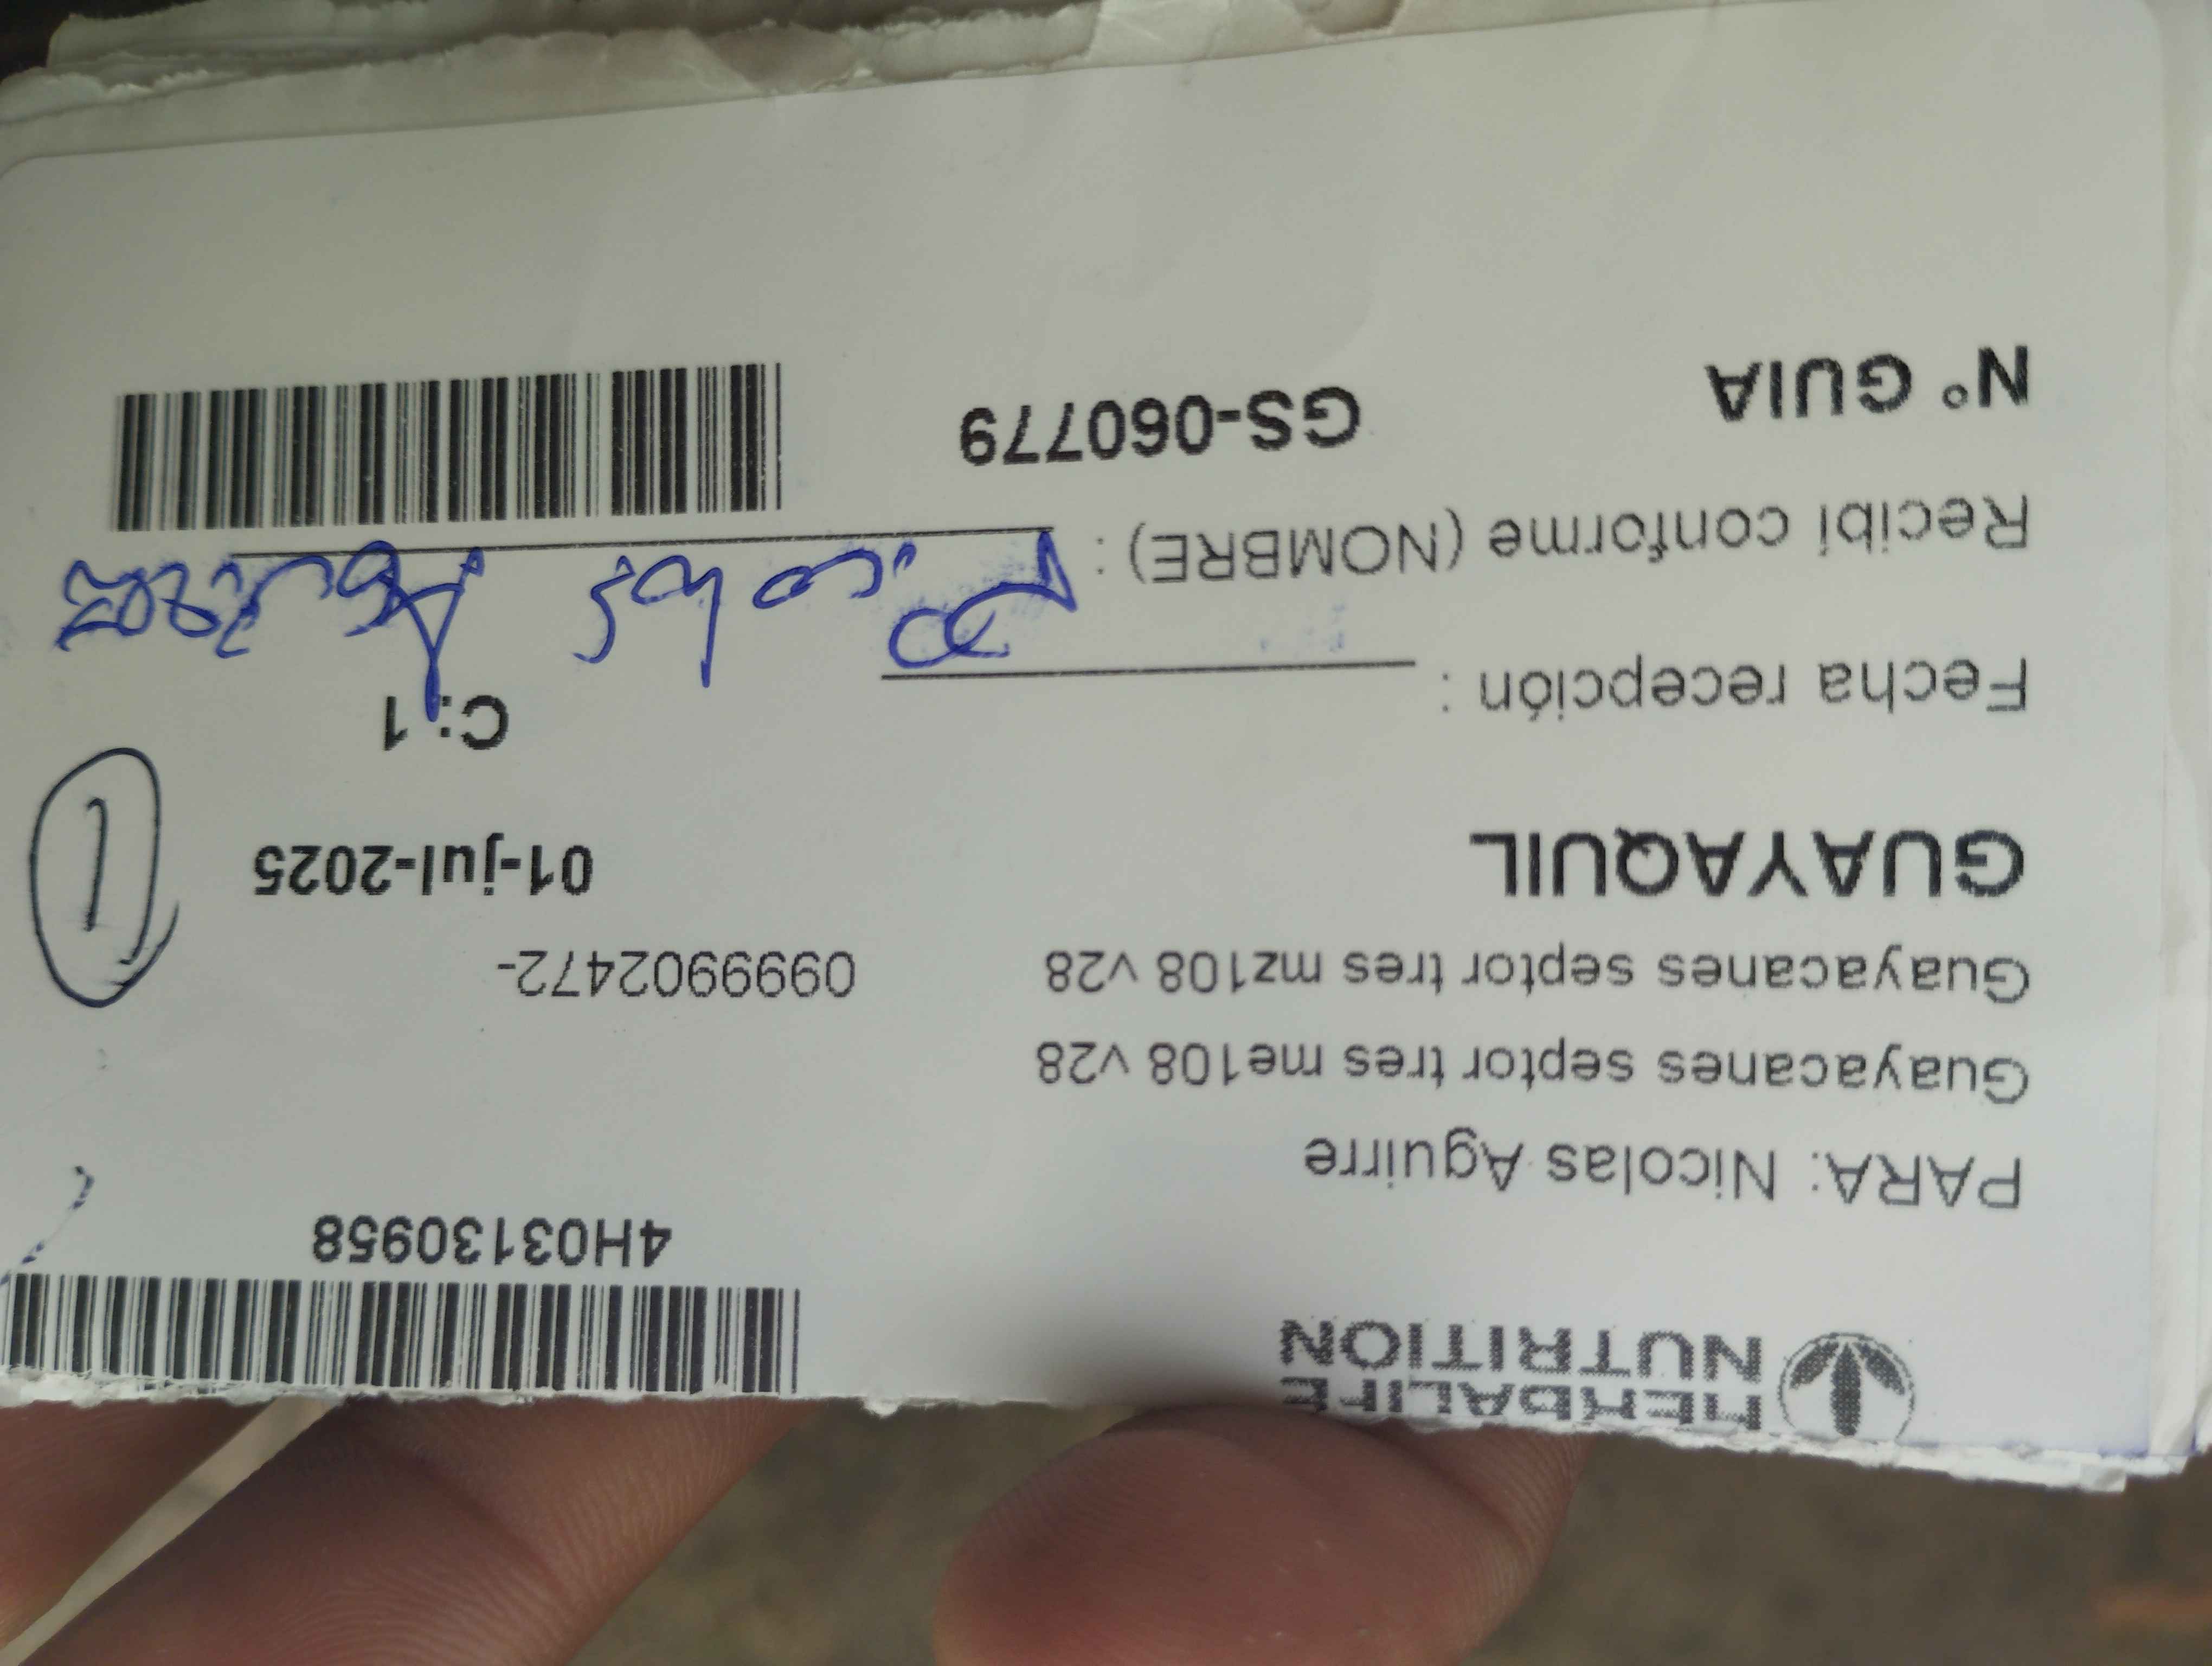 HERBALIFE
NUTRITION
4H03130958
PARA: Nicolas Aguirre
Guayacanes septor tres me108 v28
Guayacanes septor tres mz108 v28
0999902472-
GUAYAQUIL
01-jul-2025
1
C:1
Fecha recepción :
Recibí conforme (NOMBRE) :
Nicolas Aguirre
N° GUIA
GS-060779